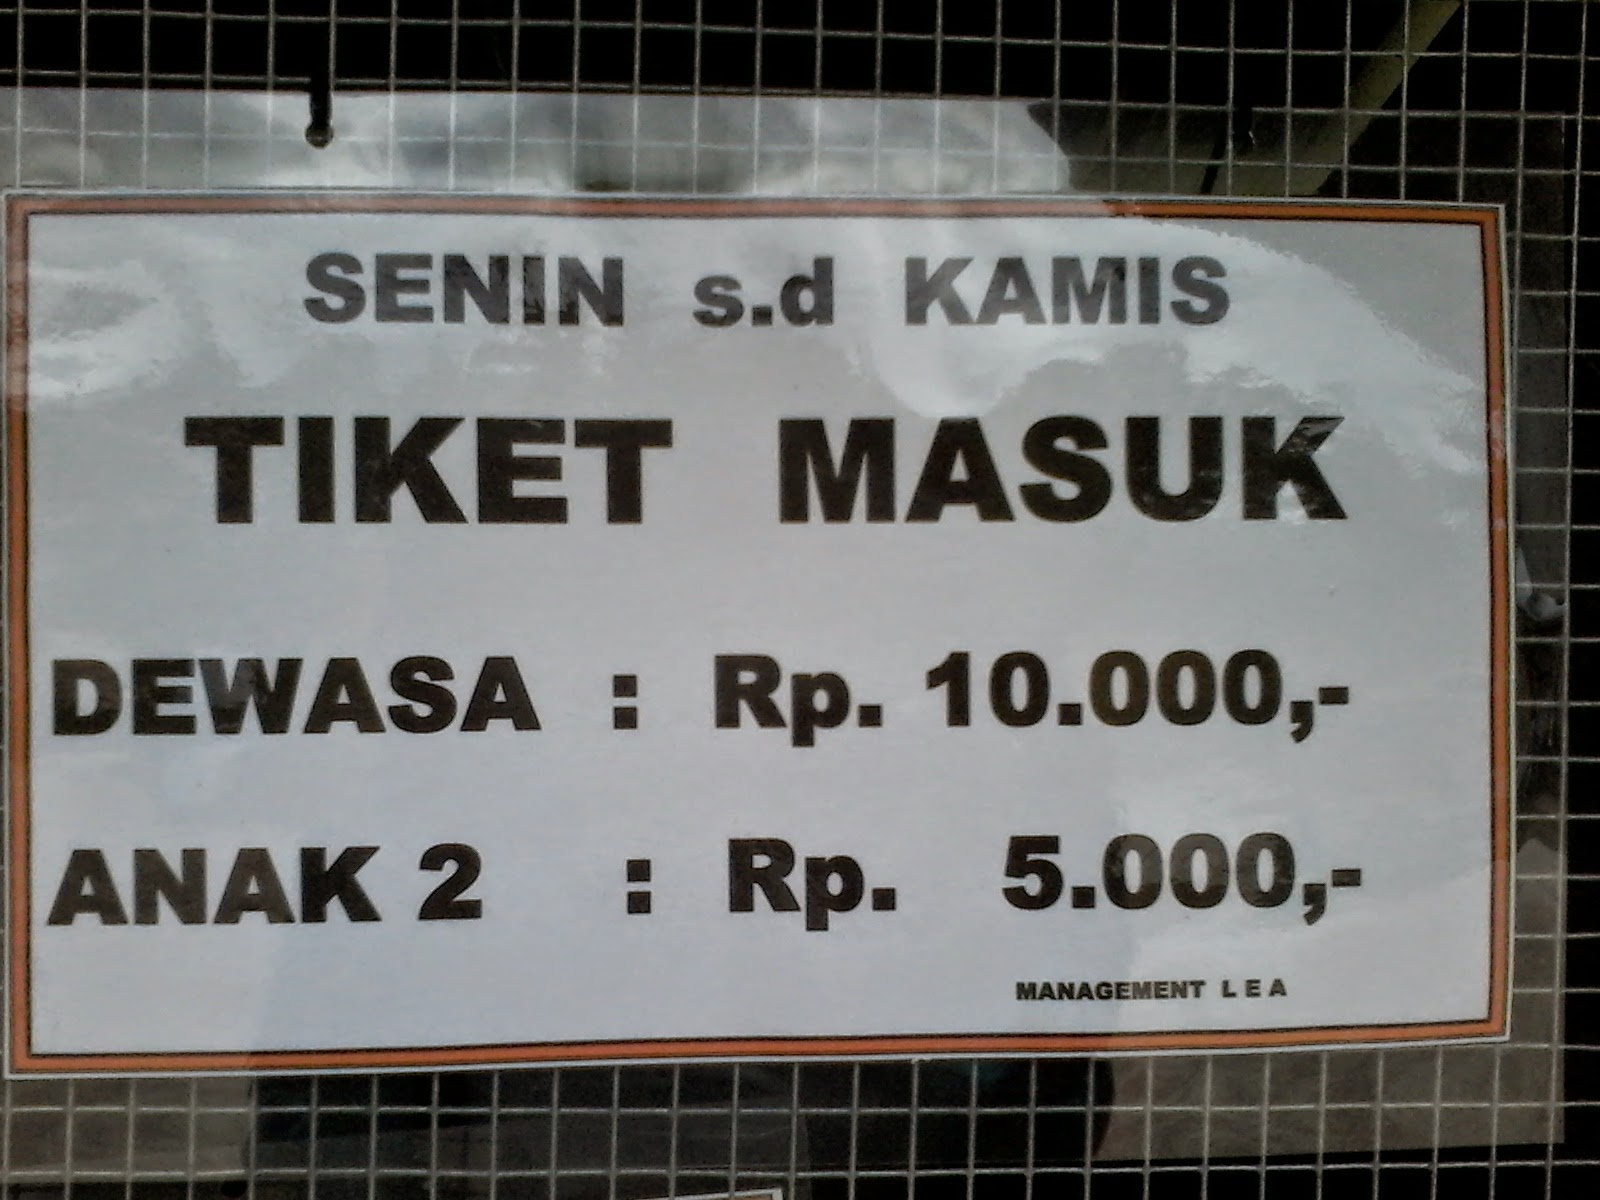 SENIN s.d KAMIS
TIKET MASUK
DEWASA : Rp. 10.000,-
ANAK 2 : Rp. 5.000,-
MANAGEMENT L E A